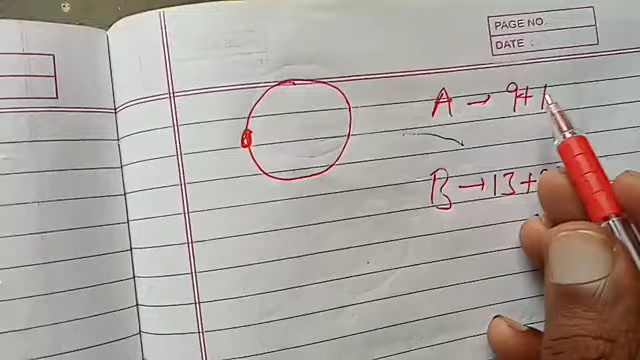 PAGE NO.
DATE :
A → 9+1
B → 13+